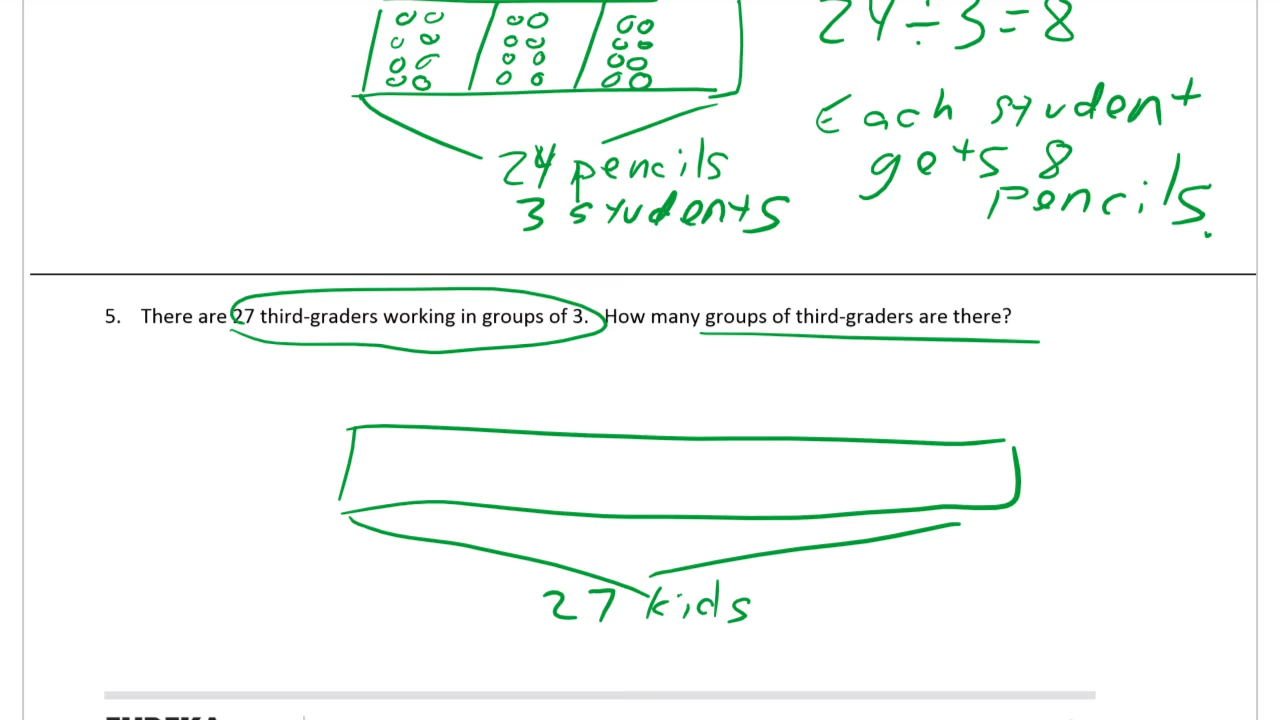 24 ÷ 3 = 8
Each student
gets 8
pencils.
24 pencils
3 students
5. There are 27 third-graders working in groups of 3. How many groups of third-graders are there?
27 kids